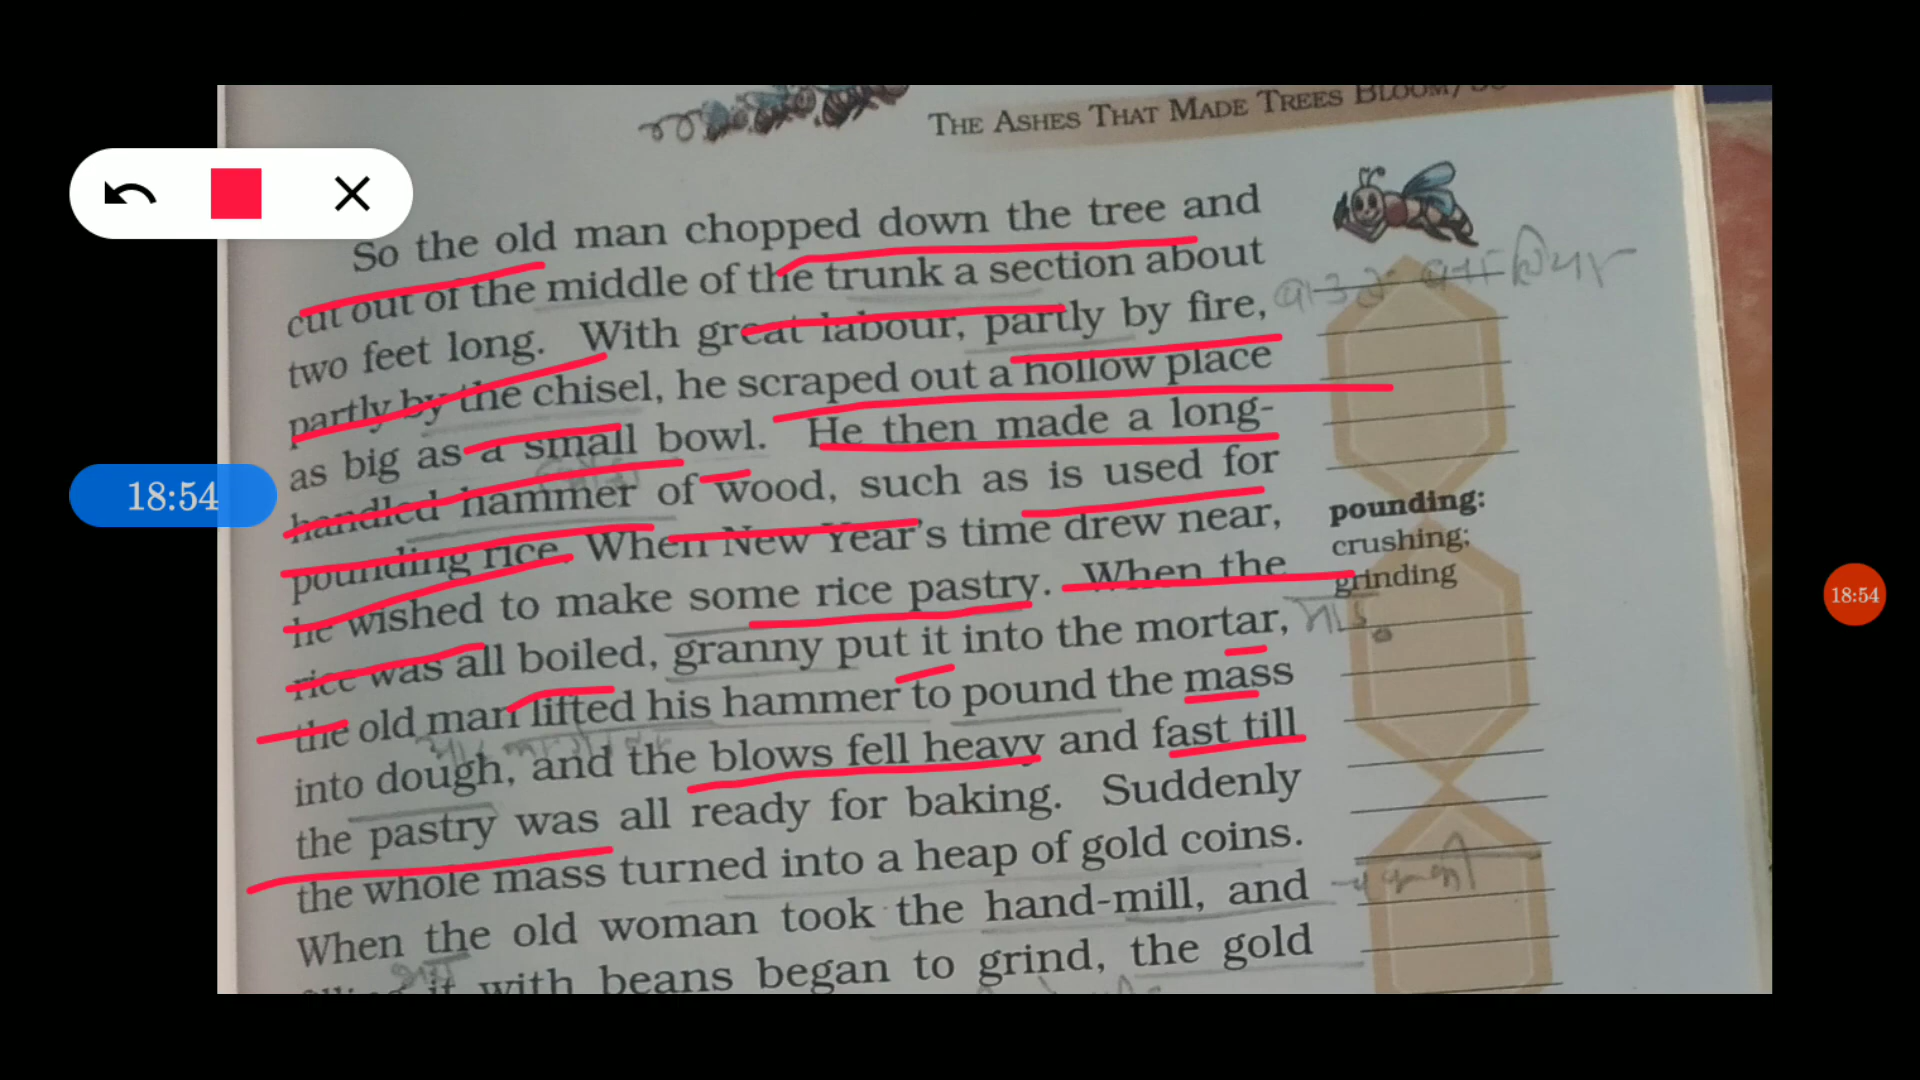 THE ASHES THAT MADE TREES BLOOM
So the old man chopped down the tree and
cut out of the middle of the trunk a section about
two feet long. With great labour, partly by fire,
partly by the chisel, he scraped out a hollow place
as big as a small bowl. He then made a long-
handled hammer of wood, such as is used for
pounding rice. When New Year's time drew near,
he wished to make some rice pastry. When the
rice was all boiled, granny put it into the mortar,
the old man lifted his hammer to pound the mass
into dough, and the blows fell heavy and fast till
the pastry was all ready for baking. Suddenly
the whole mass turned into a heap of gold coins.
When the old woman took the hand-mill, and
it with beans began to grind, the gold
pounding:
crushing;
grinding
18:54
18:54